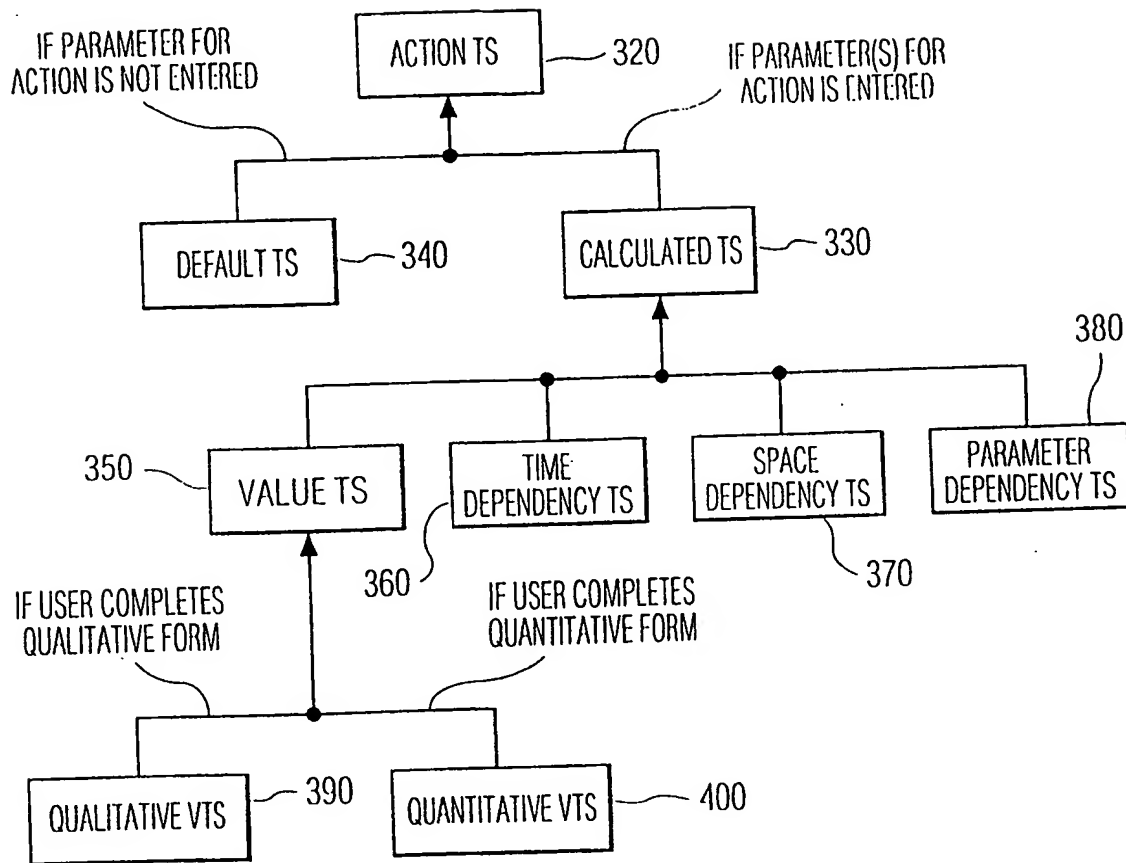 IF PARAMETER FOR
ACTION IS NOT ENTERED
ACTION TS
320
IF PARAMETER(S) FOR
ACTION IS ENTERED
DEFAULT TS
340
CALCULATED TS
330
380
350
VALUE TS
TIME
DEPENDENCY TS
SPACE
DEPENDENCY TS
PARAMETER
DEPENDENCY TS
360
370
IF USER COMPLETES
QUALITATIVE FORM
IF USER COMPLETES
QUANTITATIVE FORM
QUALITATIVE VTS
390
QUANTITATIVE VTS
400